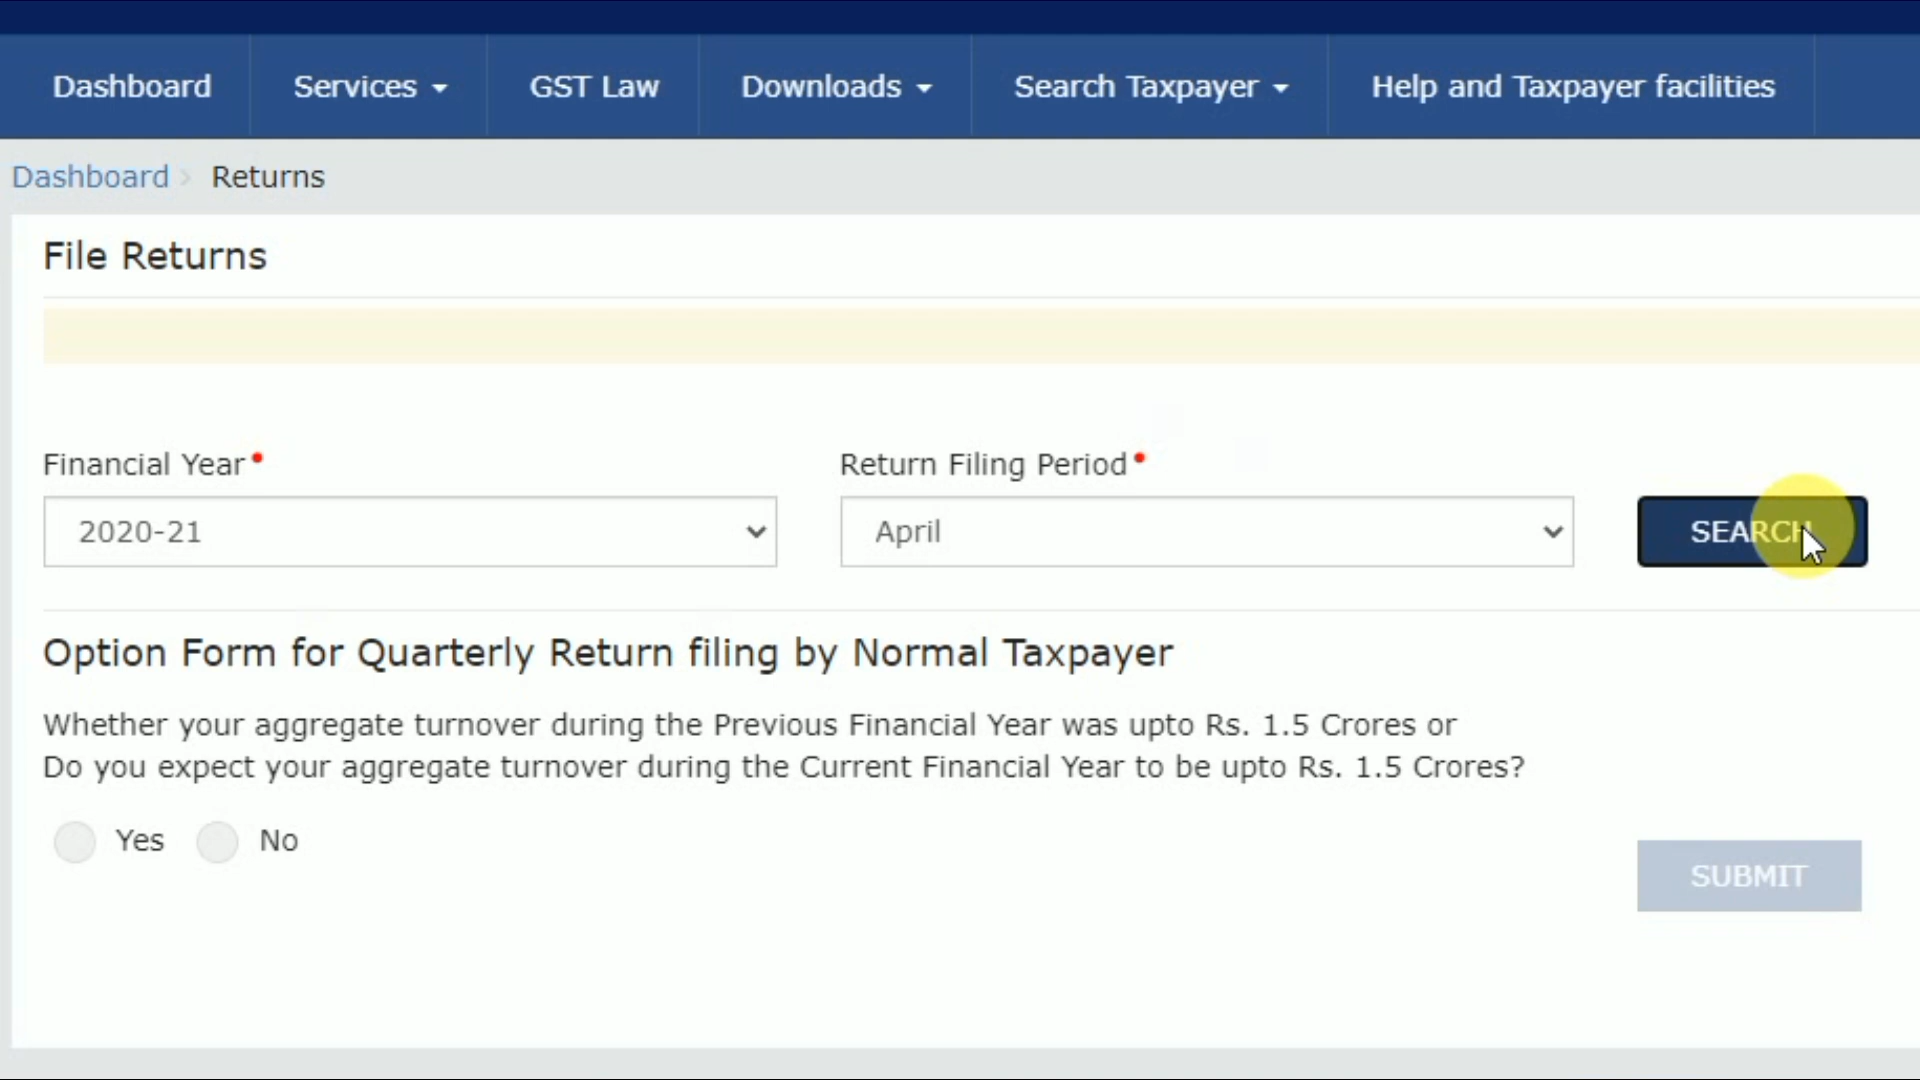 Dashboard Services GST Law Downloads Search Taxpayer Help and Taxpayer facilities
Dashboard Returns
File Returns
Financial Year Return Filing Period
2020-21 April SEARCH
Option Form for Quarterly Return filing by Normal Taxpayer
Whether your aggregate turnover during the Previous Financial Year was upto Rs. 1.5 Crores or
Do you expect your aggregate turnover during the Current Financial Year to be upto Rs. 1.5 Crores?
Yes No
SUBMIT